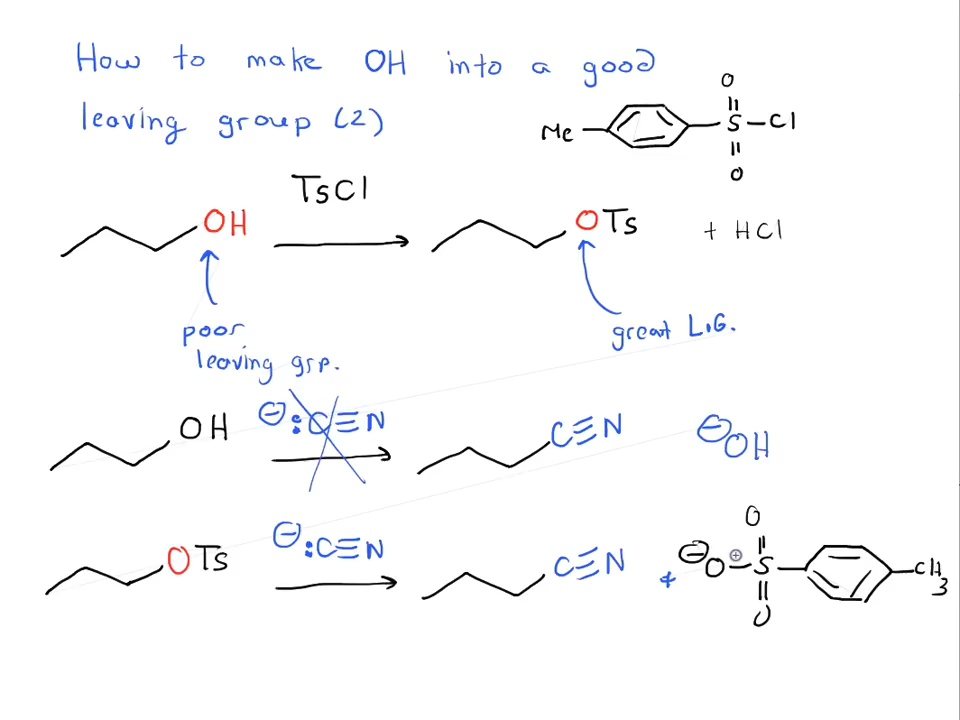 How to make OH into a good
leaving group (2)
O
Me S Cl
O
TsCl
OH OTs + HCl
poor
leaving grp.
great L.G.
OH ⊖:C≡N C≡N ⊖OH
O
OTs ⊖:C≡N C≡N + ⊖O S CH3
O